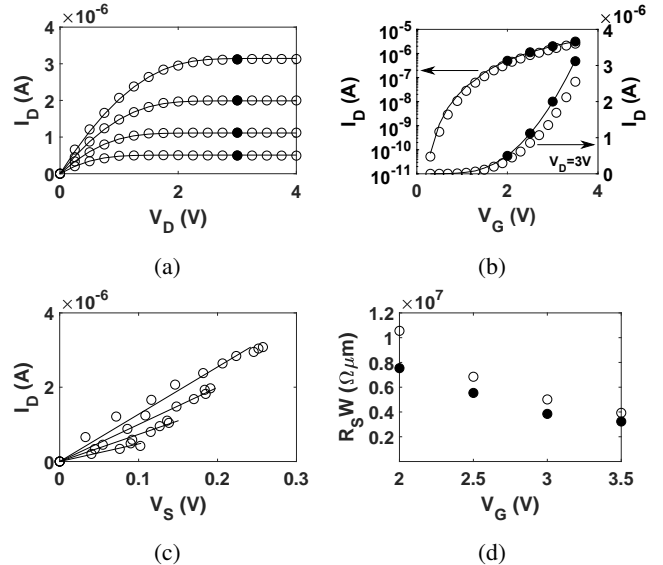 ×10⁻⁶
4
3
2
1
0
I_D (A)
0 2 4
V_D (V)
(a)
10⁻⁵
10⁻⁶
10⁻⁷
10⁻⁸
10⁻⁹
10⁻¹⁰
10⁻¹¹
I_D (A)
×10⁻⁶
4
3
2
1
0
I_D (A)
V_D=3V
0 1 2 3 4
V_G (V)
(b)
×10⁻⁶
4
2
0
I_D (A)
0 0.1 0.2 0.3
V_S (V)
(c)
×10⁷
1.2
1
0.8
0.6
0.4
0.2
R_SW (Ωμm)
2 2.5 3 3.5
V_G (V)
(d)